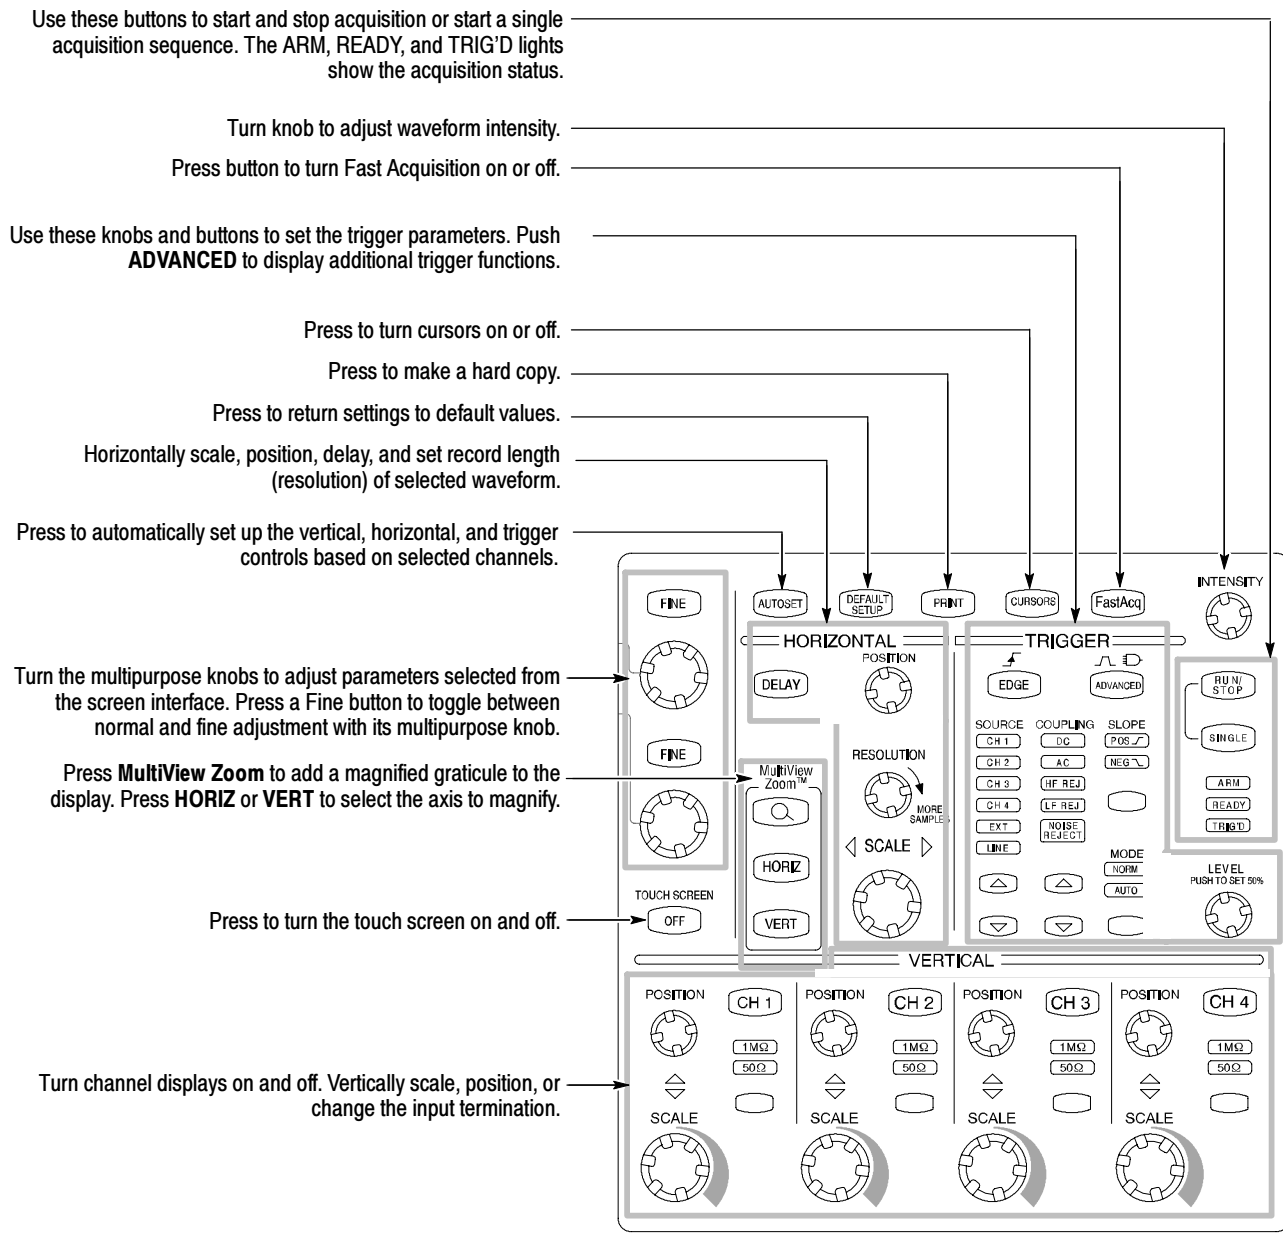 Use these buttons to start and stop acquisition or start a single
acquisition sequence. The ARM, READY, and TRIG'D lights
show the acquisition status.
Turn knob to adjust waveform intensity.
Press button to turn Fast Acquisition on or off.
Use these knobs and buttons to set the trigger parameters. Push
ADVANCED to display additional trigger functions.
Press to turn cursors on or off.
Press to make a hard copy.
Press to return settings to default values.
Horizontally scale, position, delay, and set record length
(resolution) of selected waveform.
Press to automatically set up the vertical, horizontal, and trigger
controls based on selected channels.
Turn the multipurpose knobs to adjust parameters selected from
the screen interface. Press a Fine button to toggle between
normal and fine adjustment with its multipurpose knob.
Press MultiView Zoom to add a magnified graticule to the
display. Press HORIZ or VERT to select the axis to magnify.
Press to turn the touch screen on and off.
Turn channel displays on and off. Vertically scale, position, or
change the input termination.
FINE
FINE
TOUCH SCREEN
OFF
AUTOSET
DEFAULT
SETUP
PRINT
CURSORS
FastAcq
INTENSITY
HORIZONTAL
POSITION
DELAY
RESOLUTION
MORE
SAMPLES
SCALE
MultiView
Zoom™
HORIZ
VERT
TRIGGER
EDGE
ADVANCED
SOURCE
CH 1
CH 2
CH 3
CH 4
EXT
LINE
COUPLING
DC
AC
HF REJ
LF REJ
NOISE
REJECT
SLOPE
POS
NEG
MODE
NORM
AUTO
RUN/
STOP
SINGLE
ARM
READY
TRIG'D
LEVEL
PUSH TO SET 50%
VERTICAL
POSITION
CH 1
1MΩ
50Ω
SCALE
POSITION
CH 2
1MΩ
50Ω
SCALE
POSITION
CH 3
1MΩ
50Ω
SCALE
POSITION
CH 4
1MΩ
50Ω
SCALE